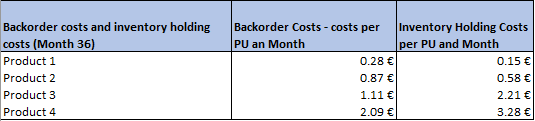 Backorder costs and inventory holding costs (Month 36) Backorder Costs - costs per PU an Month Inventory Holding Costs per PU and Month
Product 1 0.28 € 0.15 €
Product 2 0.87 € 0.58 €
Product 3 1.11 € 2.21 €
Product 4 2.09 € 3.28 €